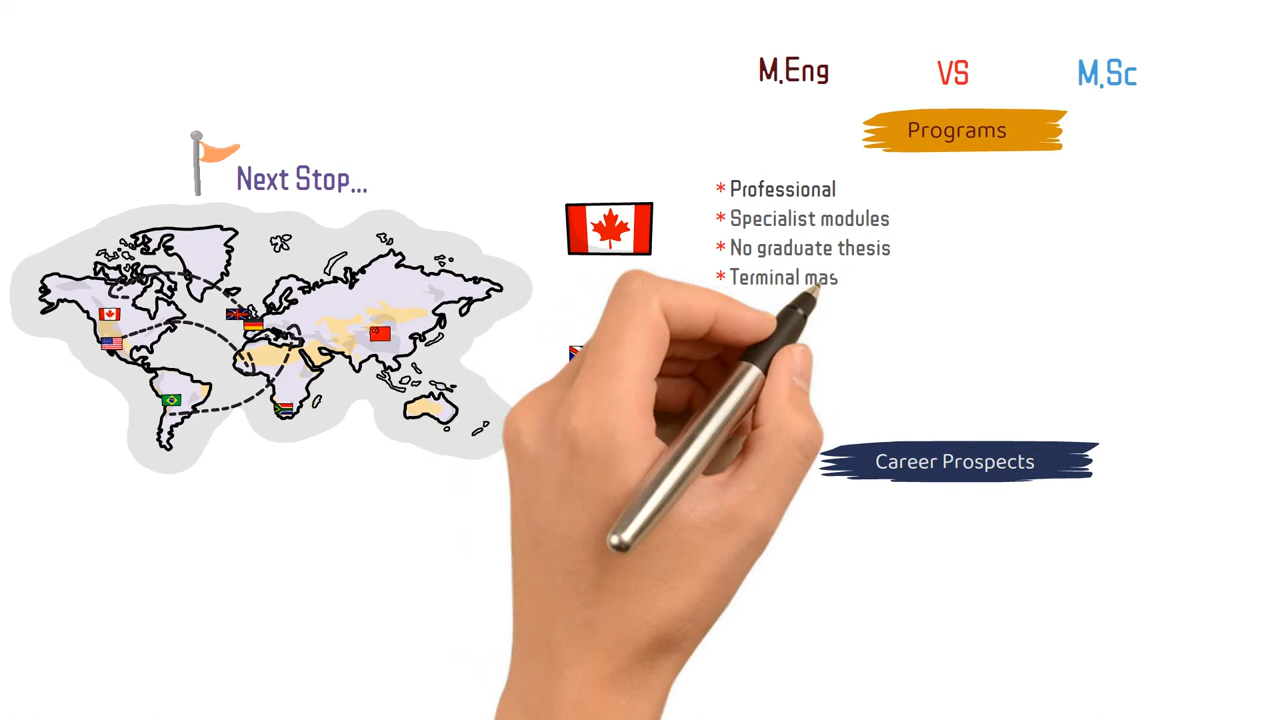 M.Eng VS M.Sc
Programs
Next Stop...
* Professional
* Specialist modules
* No graduate thesis
* Terminal mas
Career Prospects